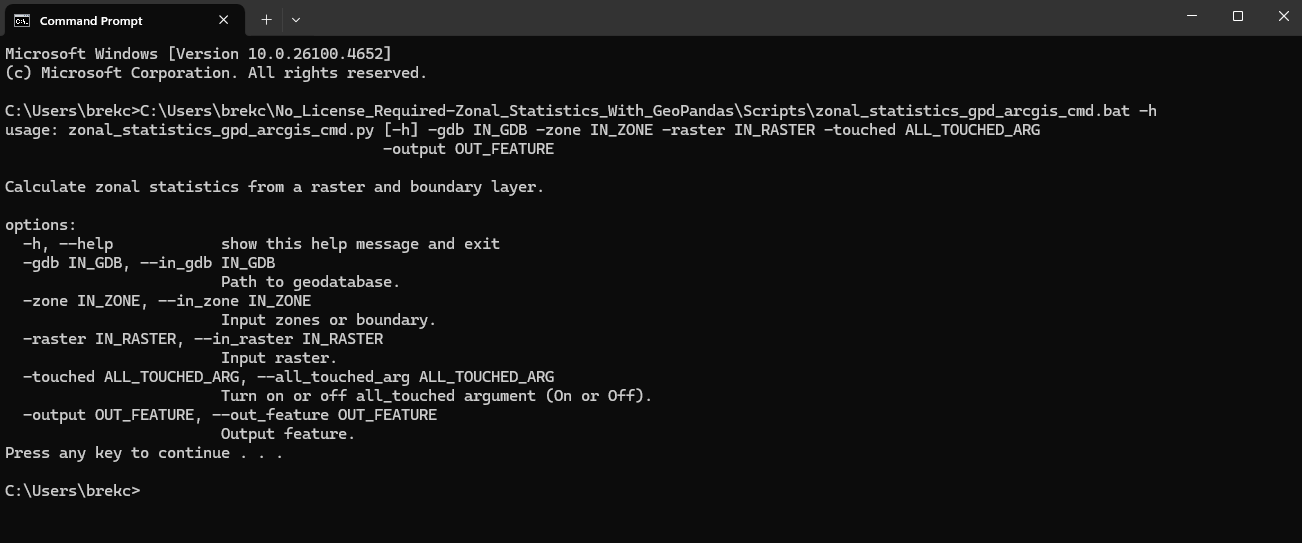 Command Prompt
Microsoft Windows [Version 10.0.26100.4652]
(c) Microsoft Corporation. All rights reserved.
C:\Users\brekc>C:\Users\brekc\No_License_Required-Zonal_Statistics_With_GeoPandas\Scripts\zonal_statistics_gpd_arcgis_cmd.bat -h
usage: zonal_statistics_gpd_arcgis_cmd.py [-h] -gdb IN_GDB -zone IN_ZONE -raster IN_RASTER -touched ALL_TOUCHED_ARG
-output OUT_FEATURE
Calculate zonal statistics from a raster and boundary layer.
options:
-h, --help show this help message and exit
-gdb IN_GDB, --in_gdb IN_GDB
Path to geodatabase.
-zone IN_ZONE, --in_zone IN_ZONE
Input zones or boundary.
-raster IN_RASTER, --in_raster IN_RASTER
Input raster.
-touched ALL_TOUCHED_ARG, --all_touched_arg ALL_TOUCHED_ARG
Turn on or off all_touched argument (On or Off).
-output OUT_FEATURE, --out_feature OUT_FEATURE
Output feature.
Press any key to continue . . .
C:\Users\brekc>